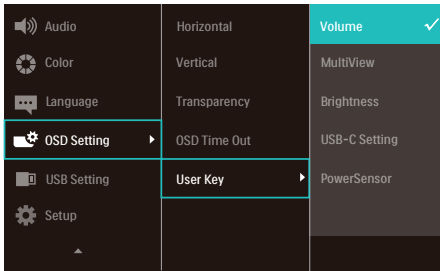 Audio
Color
Language
OSD Setting
USB Setting
Setup
Horizontal
Vertical
Transparency
OSD Time Out
User Key
Volume
MultiView
Brightness
USB-C Setting
PowerSensor